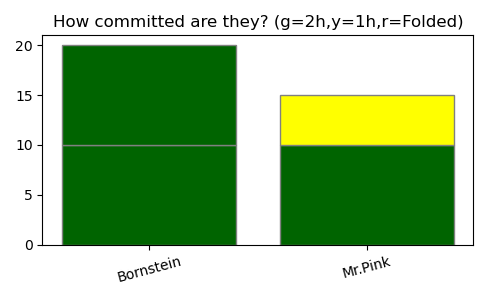 How committed are they? (g=2h,y=1h,r=Folded)
20
15
10
5
0
Bornstein
Mr.Pink